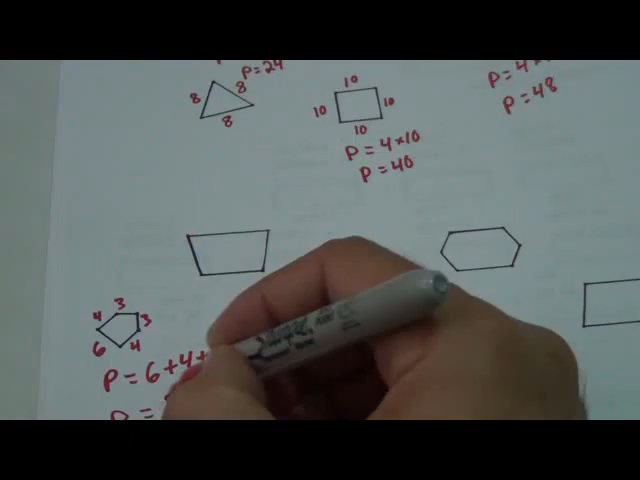 P=24
8
8
8
10
10
10
10
P = 4×10
P = 40
P = 4×
P = 48
4
3
3
6
4
P = 6+4+
P =